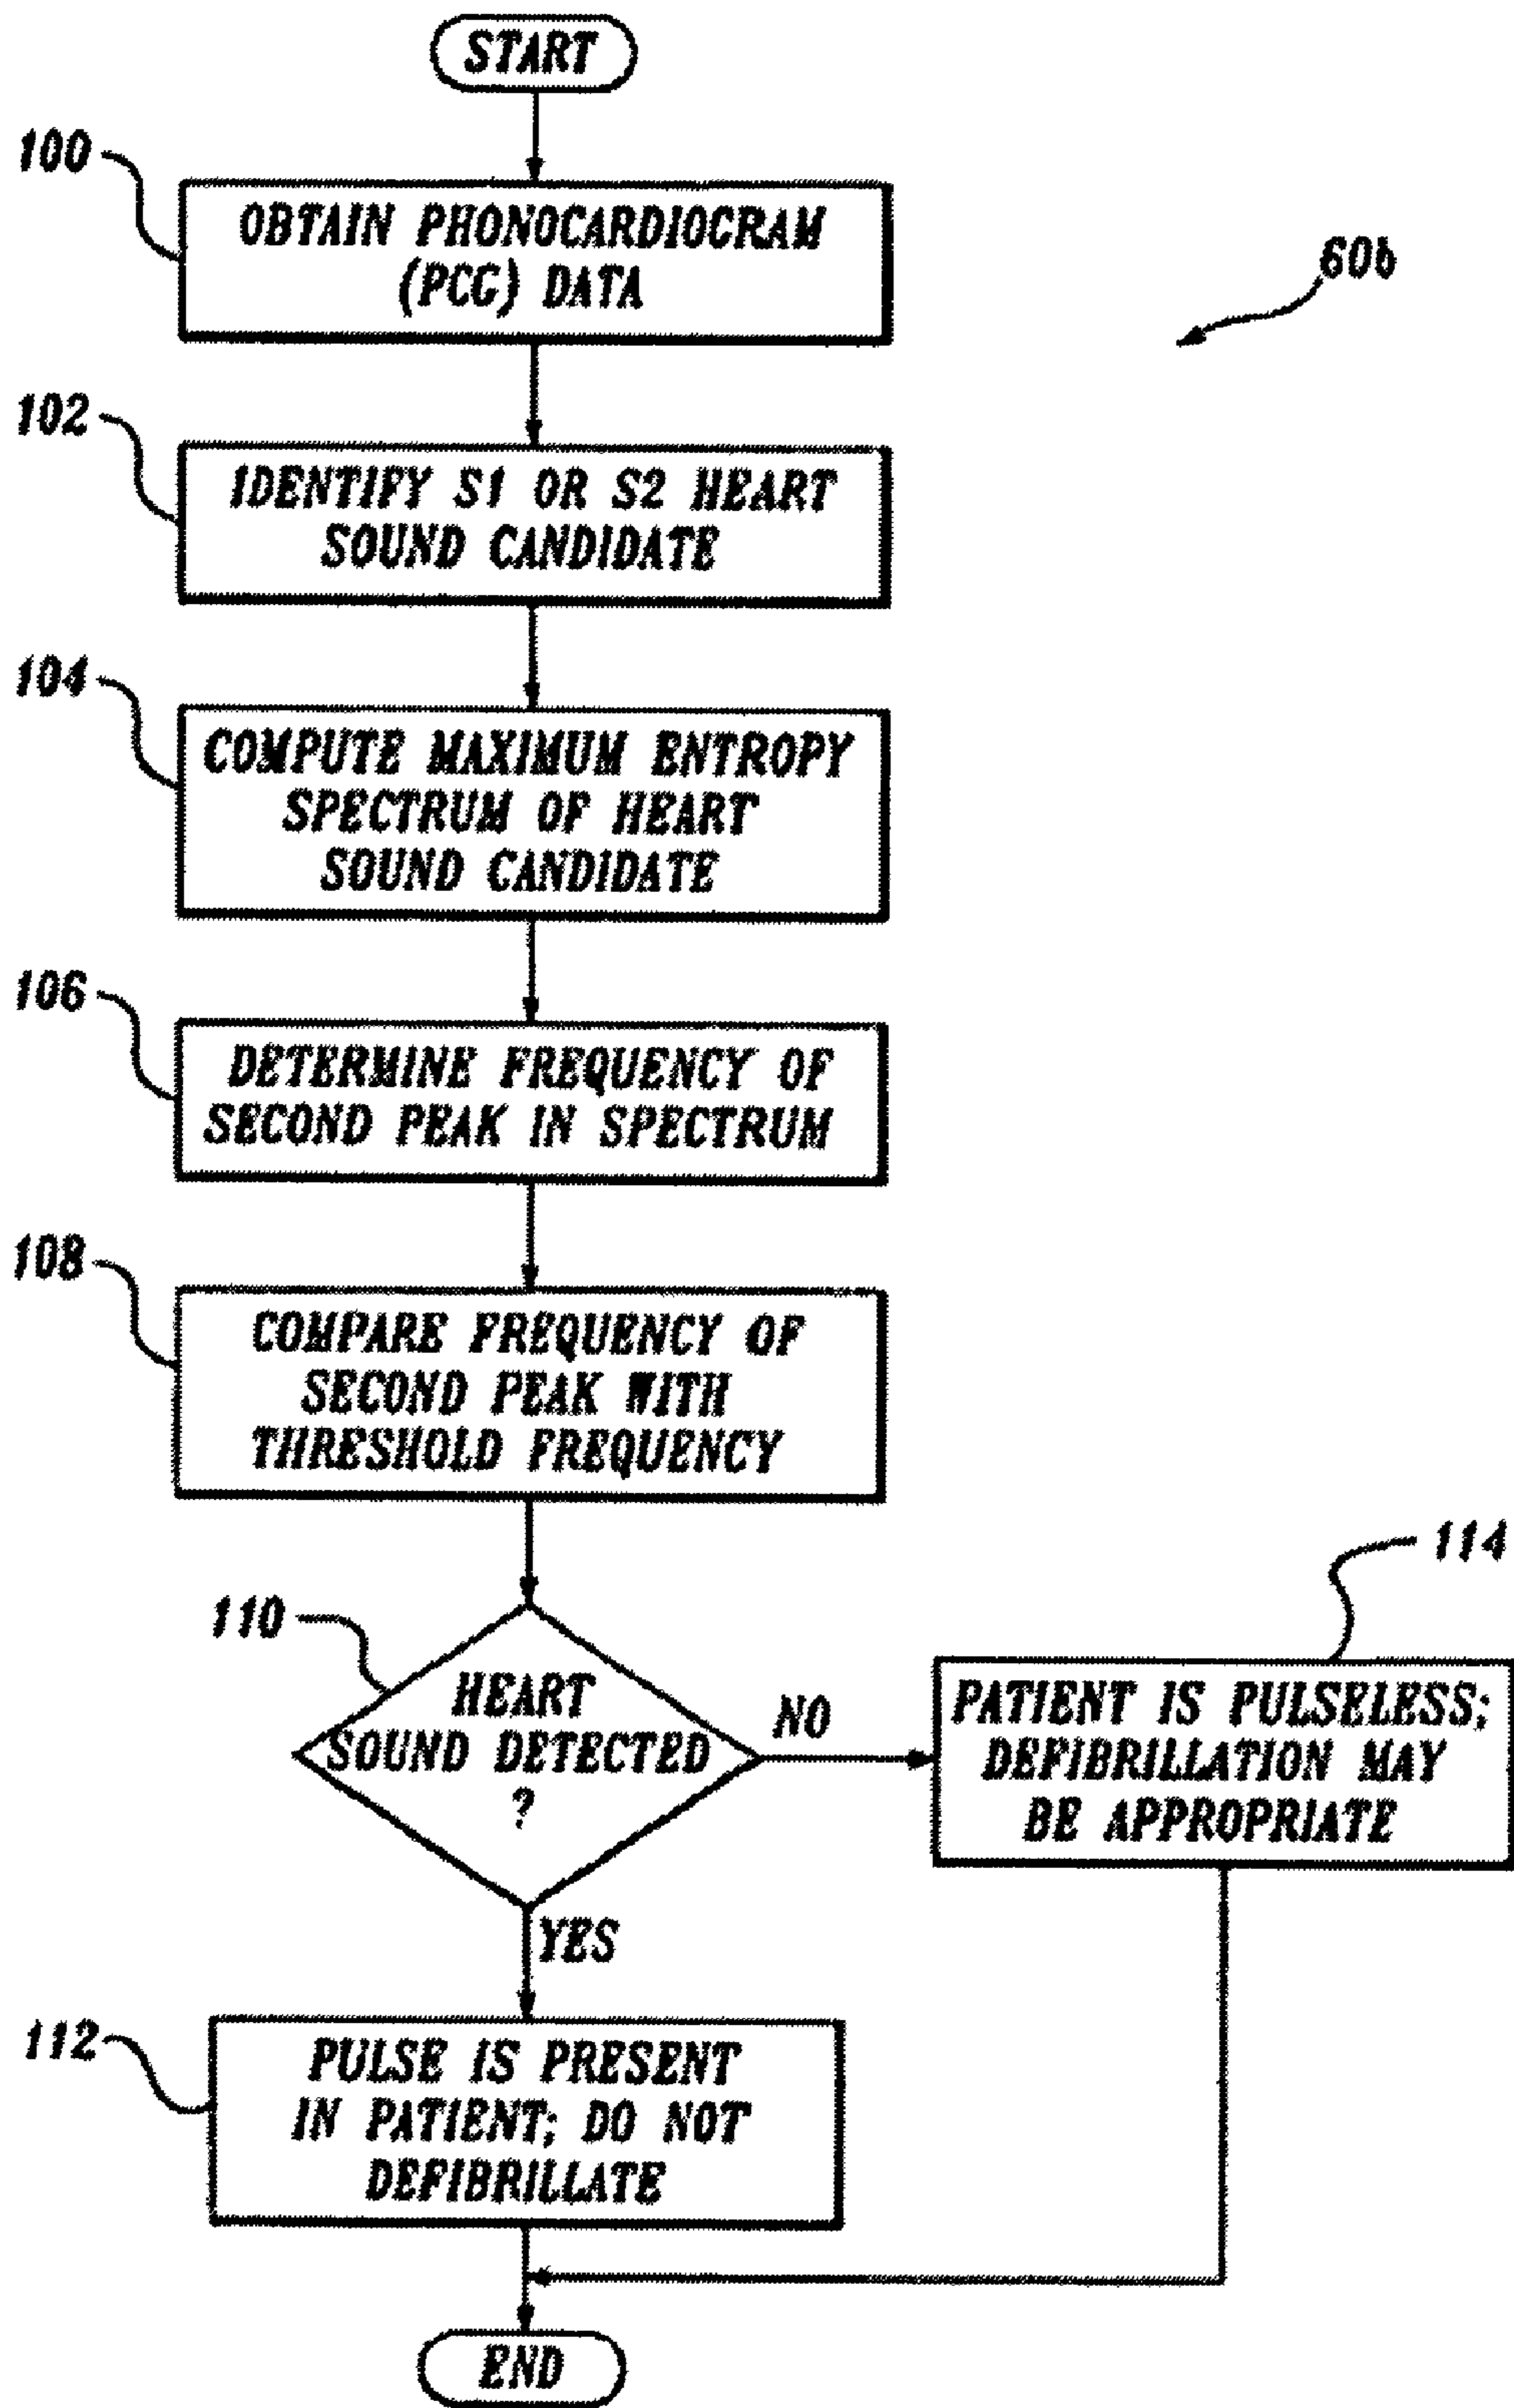 START
100
OBTAIN PHONOCARDIOCRAM
(PCG) DATA
60b
102
IDENTIFY S1 OR S2 HEART
SOUND CANDIDATE
104
COMPUTE MAXIMUM ENTROPY
SPECTRUM OF HEART
SOUND CANDIDATE
106
DETERMINE FREQUENCY OF
SECOND PEAK IN SPECTRUM
108
COMPARE FREQUENCY OF
SECOND PEAK WITH
THRESHOLD FREQUENCY
110
HEART
SOUND DETECTED
?
NO
114
PATIENT IS PULSELESS;
DEFIBRILLATION MAY
BE APPROPRIATE
YES
112
PULSE IS PRESENT
IN PATIENT; DO NOT
DEFIBRILLATE
END